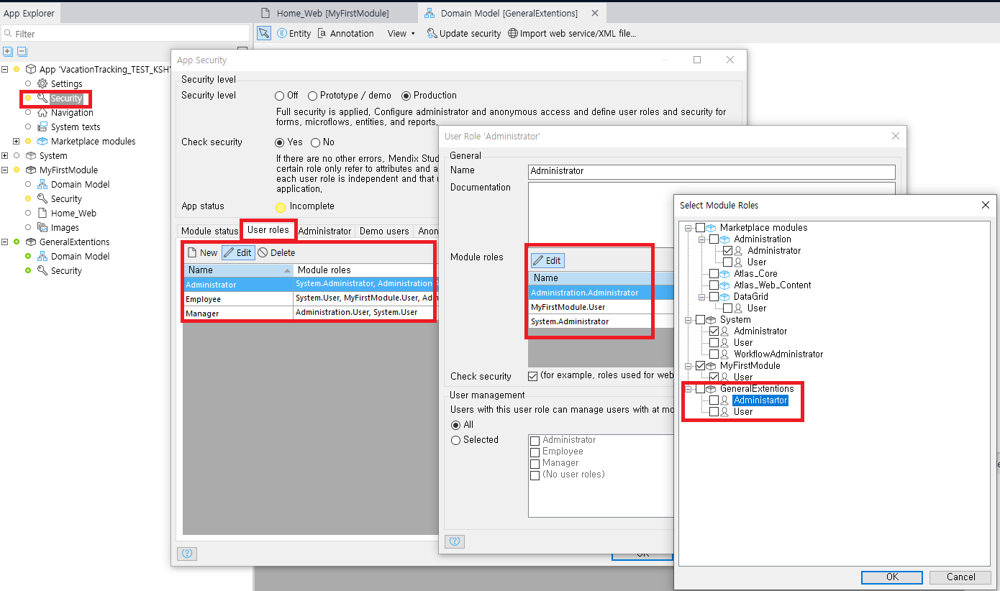 App Explorer
Home_Web [MyFirstModule]
Domain Model [GeneralExtentions]
Filter
Entity
Annotation
View
Update security
Import web service/XML file...
App 'VacationTracking_TEST_KSH'
Settings
Security
Navigation
System texts
Marketplace modules
System
MyFirstModule
Domain Model
Security
Home_Web
Images
GeneralExtentions
Domain Model
Security
App Security
Security level
Security level
Off
Prototype / demo
Production
Full security is applied. Configure administrator and anonymous access and define user roles and security for
forms, microflows, entities, and reports.
Check security
Yes
No
If there are no other errors, Mendix Stud
certain role only refer to attributes and a
each user role is independent and that u
application.
App status
Incomplete
Module status
User roles
Administrator
Demo users
Anon
New
Edit
Delete
Name
Module roles
Administrator
System.Administrator, Administration
Employee
System.User, MyFirstModule.User, Adm
Manager
Administration.User, System.User
OK
User Role 'Administrator'
General
Name
Administrator
Documentation
Module roles
Edit
Name
Administration.Administrator
MyFirstModule.User
System.Administrator
Check security
(for example, roles used for web
User management
Users with this user role can manage users with at mo
All
Selected
Administrator
Employee
Manager
(No user roles)
Select Module Roles
Marketplace modules
Administration
Administrator
User
Atlas_Core
Atlas_Web_Content
DataGrid
User
System
Administrator
User
WorkflowAdministrator
MyFirstModule
User
GeneralExtentions
Administartor
User
OK
Cancel